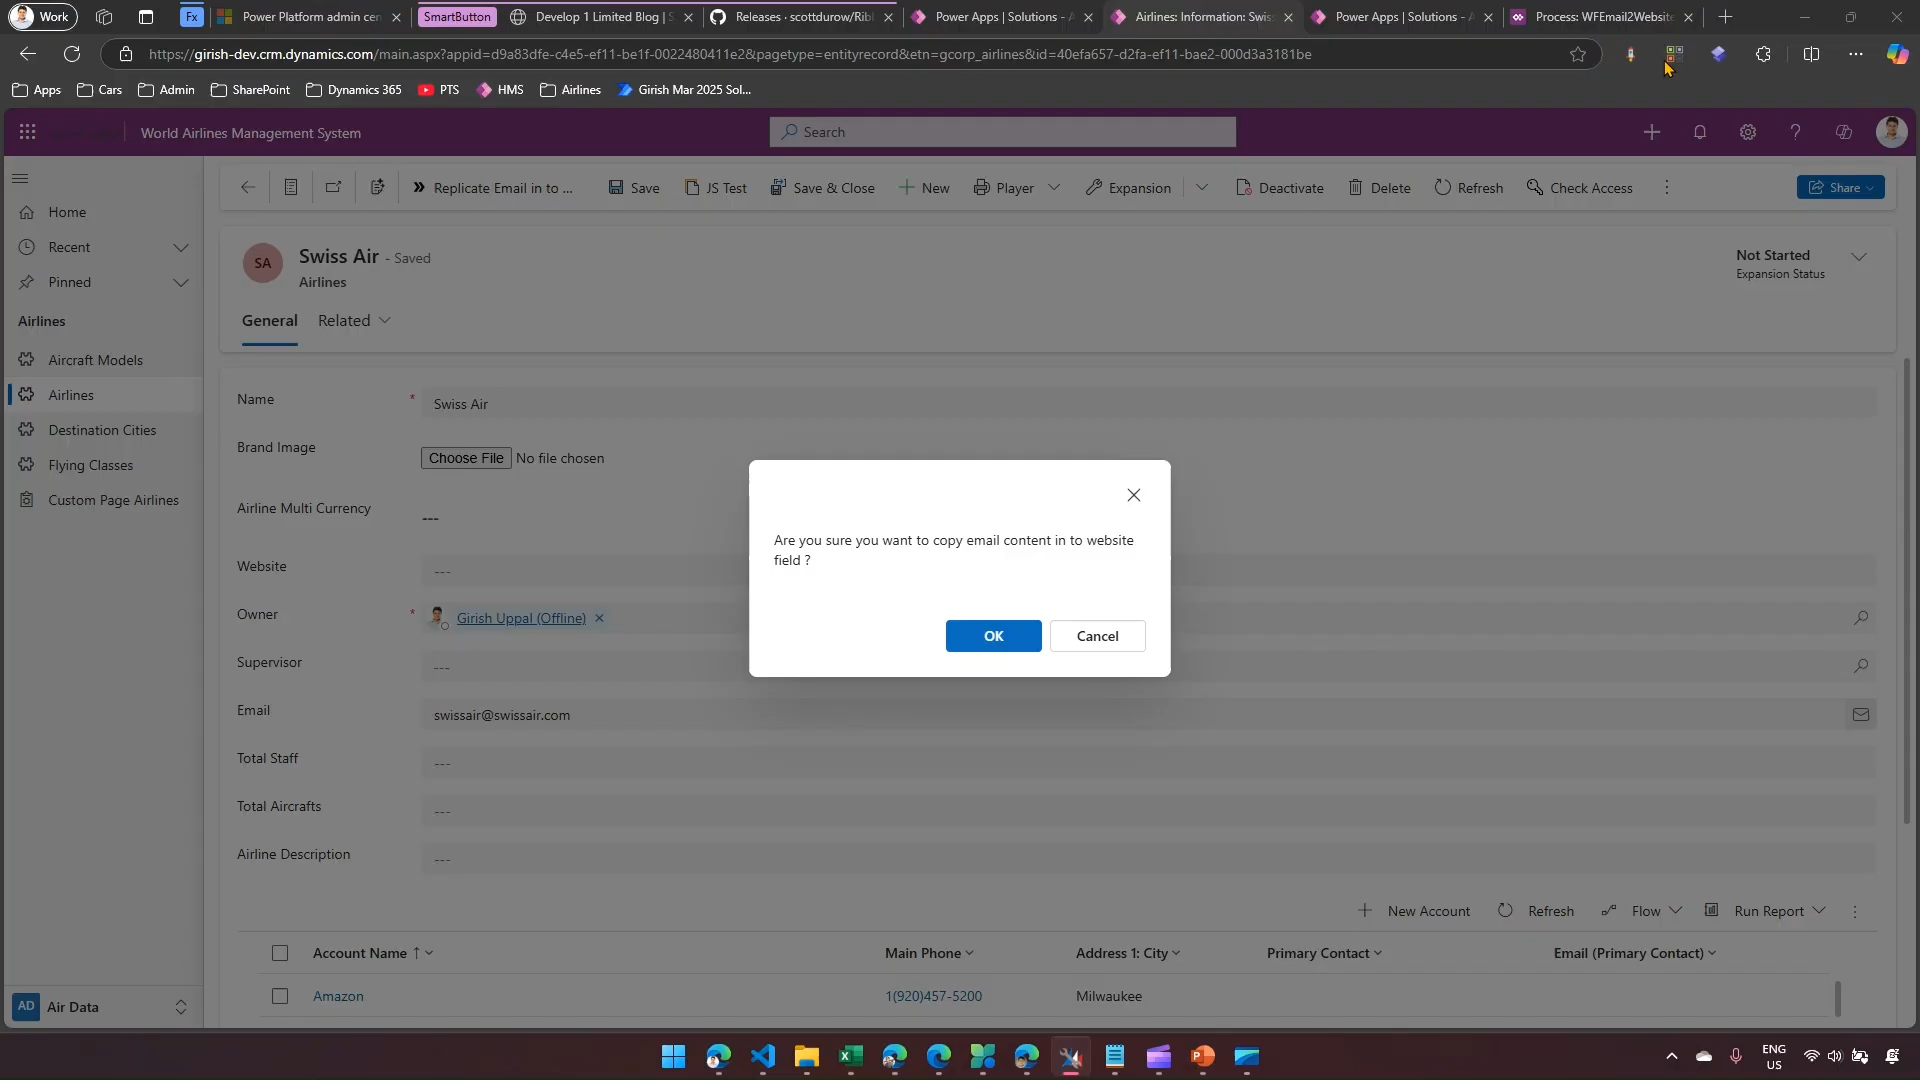 Work
Fx
Power Platform admin cen
SmartButton
Develop 1 Limited Blog | S
Releases · scottdurow/Ribl
Power Apps | Solutions - A
Airlines: Information: Swis
Power Apps | Solutions - A
Process: WFEmail2Website
https://girish-dev.crm.dynamics.com/main.aspx?appid=d9a83dfe-c4e5-ef11-be1f-0022480411e2&pagetype=entityrecord&etn=gcorp_airlines&id=40efa657-d2fa-ef11-bae2-000d3a3181be
Apps
Cars
Admin
SharePoint
Dynamics 365
PTS
HMS
Airlines
Girish Mar 2025 Sol...
World Airlines Management System
Search
Replicate Email in to ...
Save
JS Test
Save & Close
New
Player
Expansion
Deactivate
Delete
Refresh
Check Access
Share
Home
Recent
Pinned
Airlines
Aircraft Models
Airlines
Destination Cities
Flying Classes
Custom Page Airlines
AD
Air Data
SA
Swiss Air - Saved
Airlines
Not Started
Expansion Status
General
Related
Name *
Swiss Air
Brand Image
Choose File No file chosen
Airline Multi Currency
---
Website
---
Owner *
Girish Uppal (Offline)
Supervisor
---
Email
swissair@swissair.com
Total Staff
---
Total Aircrafts
---
Airline Description
---
Are you sure you want to copy email content in to website
field ?
OK
Cancel
New Account
Refresh
Flow
Run Report
Account Name ↑
Main Phone
Address 1: City
Primary Contact
Email (Primary Contact)
Amazon
1(920)457-5200
Milwaukee
ENG
US